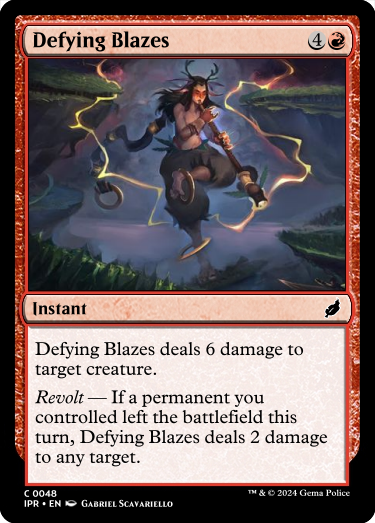 Defying Blazes 4
Instant
Defying Blazes deals 6 damage to
target creature.
Revolt — If a permanent you
controlled left the battlefield this
turn, Defying Blazes deals 2 damage
to any target.
C 0048
IPR • EN Gabriel Scavariello
™ & © 2024 Gema Police